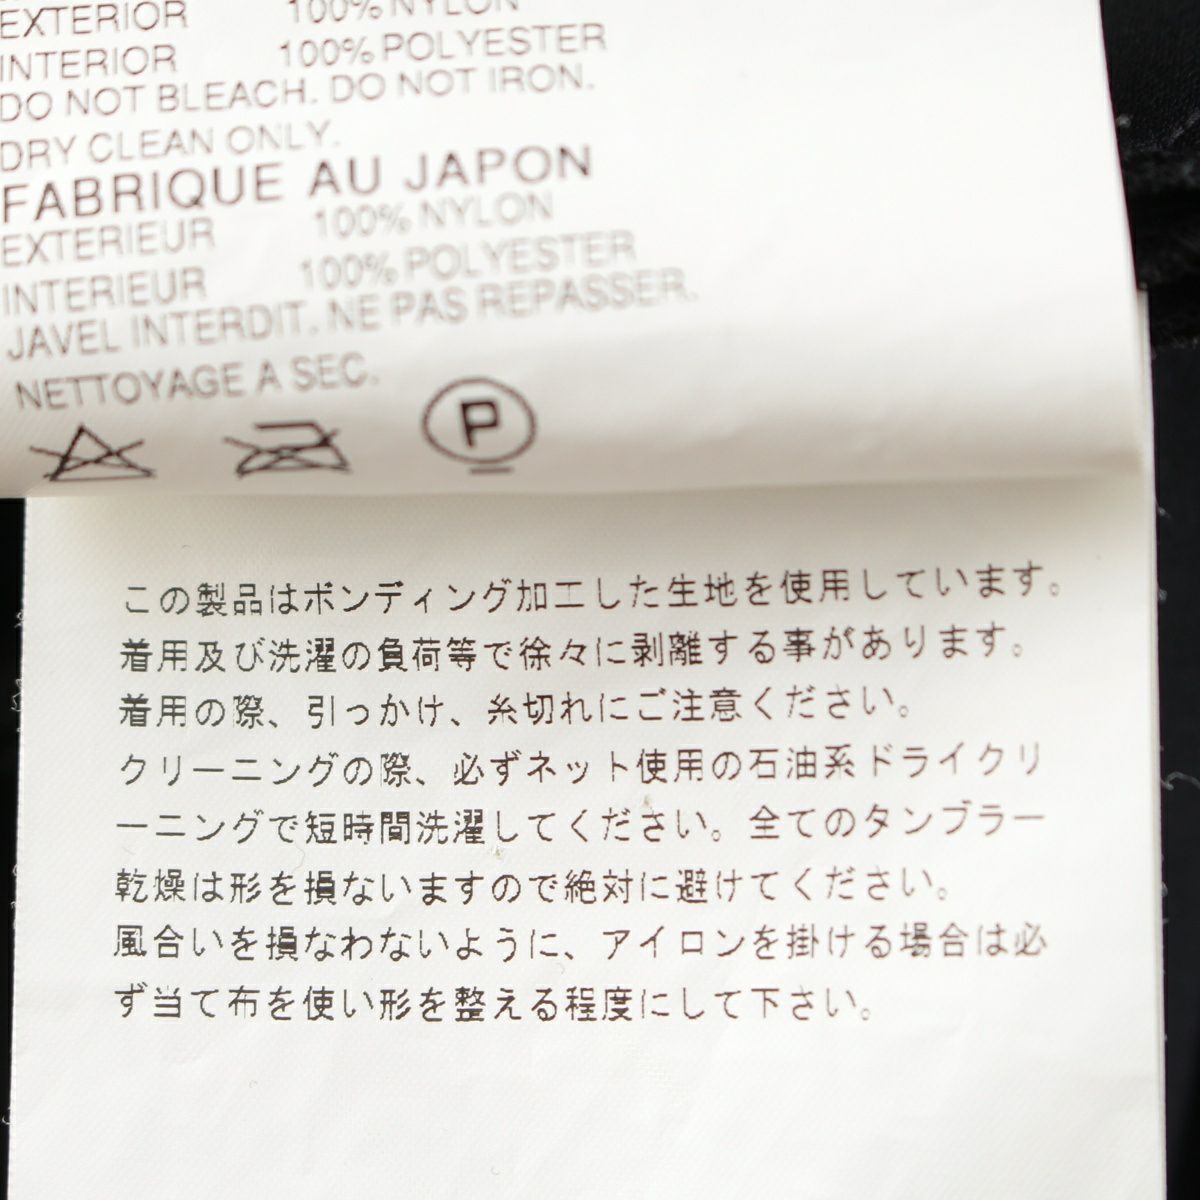 EXTERIOR 100% NYLON
INTERIOR 100% POLYESTER
DO NOT BLEACH. DO NOT IRON.
DRY CLEAN ONLY.
FABRIQUE AU JAPON
EXTERIEUR 100% NYLON
INTERIEUR 100% POLYESTER
JAVEL INTERDIT. NE PAS REPASSER.
NETTOYAGE A SEC.
P
この製品はボンディング加工した生地を使用しています。
着用及び洗濯の負荷等で徐々に剥離する事があります。
着用の際、引っかけ、糸切れにご注意ください。
クリーニングの際、必ずネット使用の石油系ドライクリ
ーニングで短時間洗濯してください。全てのタンブラー
乾燥は形を損ないますので絶対に避けてください。
風合いを損なわないように、アイロンを掛ける場合は必
ず当て布を使い形を整える程度にして下さい。